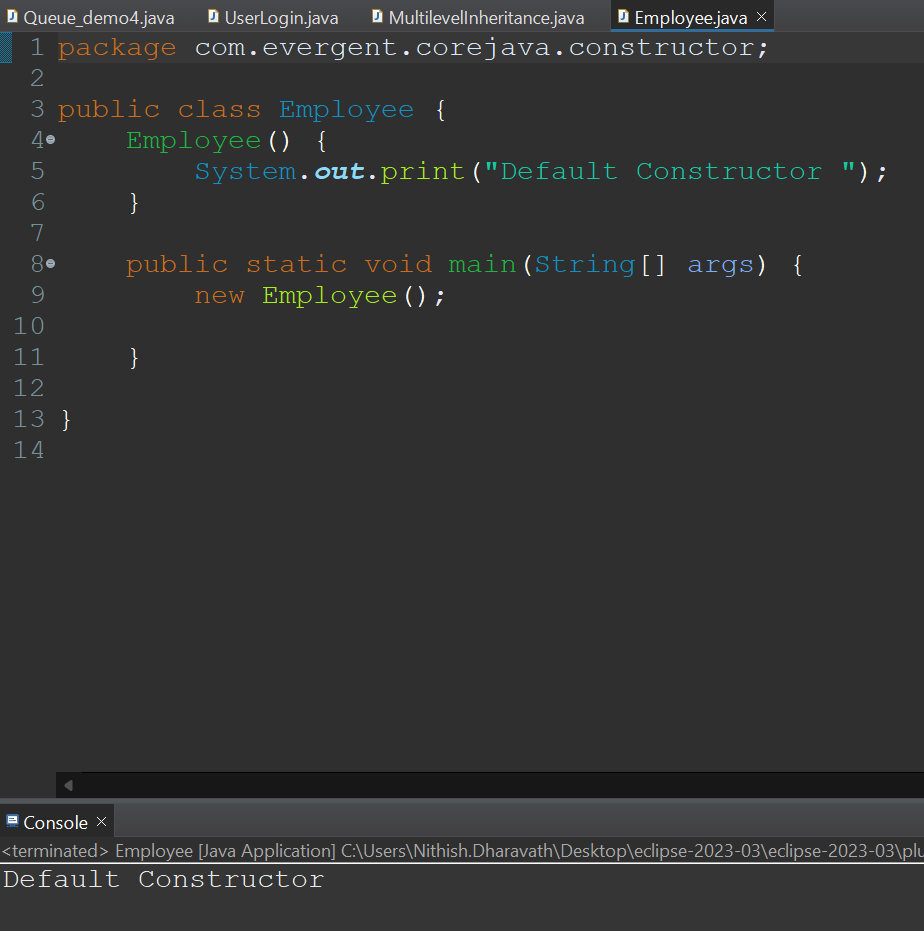 Queue_demo4.java UserLogin.java MultilevelInheritance.java Employee.java
1 package com.evergent.corejava.constructor;
2
3 public class Employee {
4 Employee() {
5 System.out.print("Default Constructor ");
6 }
7
8 public static void main(String[] args) {
9 new Employee();
10
11 }
12
13 }
14
Console
<terminated> Employee [Java Application] C:\Users\Nithish.Dharavath\Desktop\eclipse-2023-03\eclipse-2023-03\plu
Default Constructor